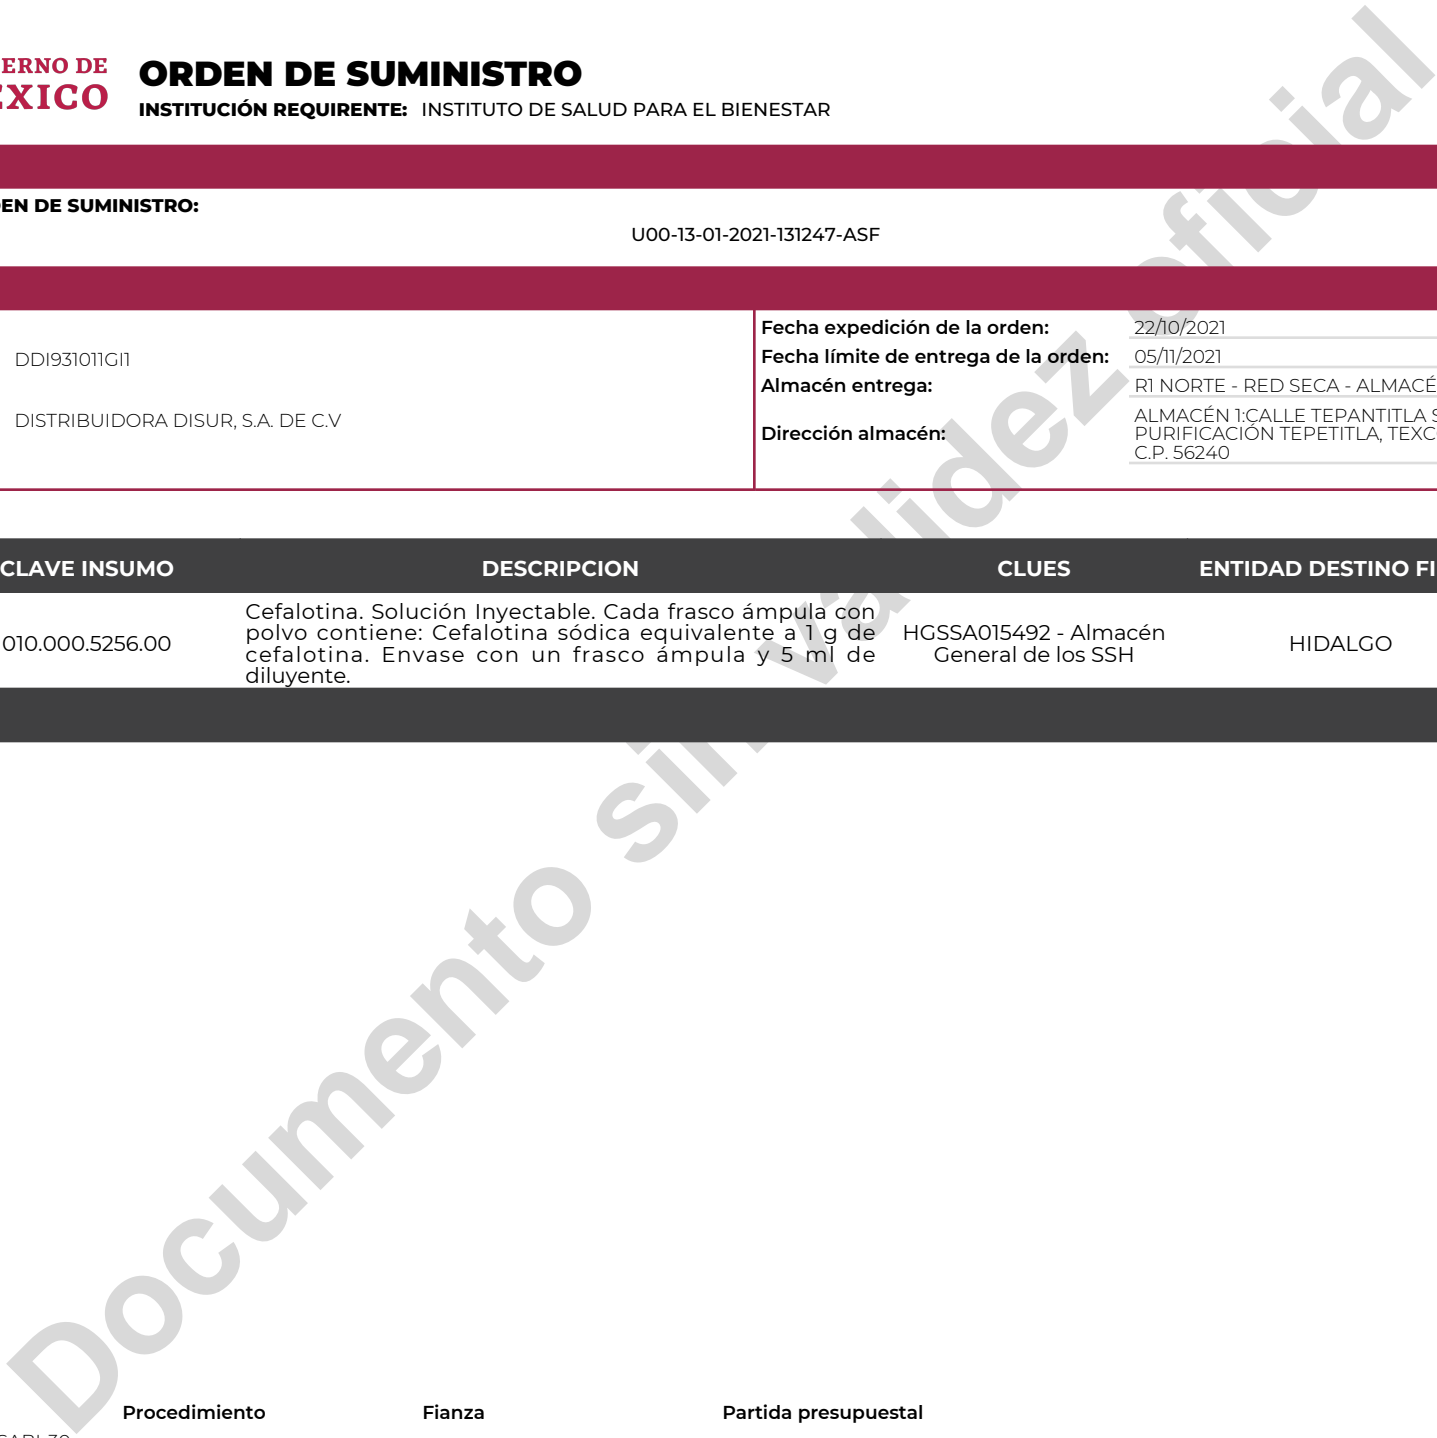 ERNO DE
ORDEN DE SUMINISTRO
XICO
INSTITUCIÓN REQUIRENTE: INSTITUTO DE SALUD PARA EL BIENESTAR
EN DE SUMINISTRO:
U00-13-01-2021-131247-ASF
DDI931011GI1
DISTRIBUIDORA DISUR, S.A. DE C.V
Fecha expedición de la orden: 22/10/2021
Fecha límite de entrega de la orden: 05/11/2021
Almacén entrega: R1 NORTE - RED SECA - ALMACÉ
Dirección almacén: ALMACÉN 1:CALLE TEPANTITLA S
PURIFICACIÓN TEPETITLA, TEXC
C.P. 56240
CLAVE INSUMO DESCRIPCION CLUES ENTIDAD DESTINO FI
010.000.5256.00
Cefalotina. Solución Inyectable. Cada frasco ámpula con
polvo contiene: Cefalotina sódica equivalente a 1 g de
cefalotina. Envase con un frasco ámpula y 5 ml de
diluyente.
HGSSA015492 - Almacén
General de los SSH
HIDALGO
Documento sin validez oficial
Procedimiento Fianza Partida presupuestal